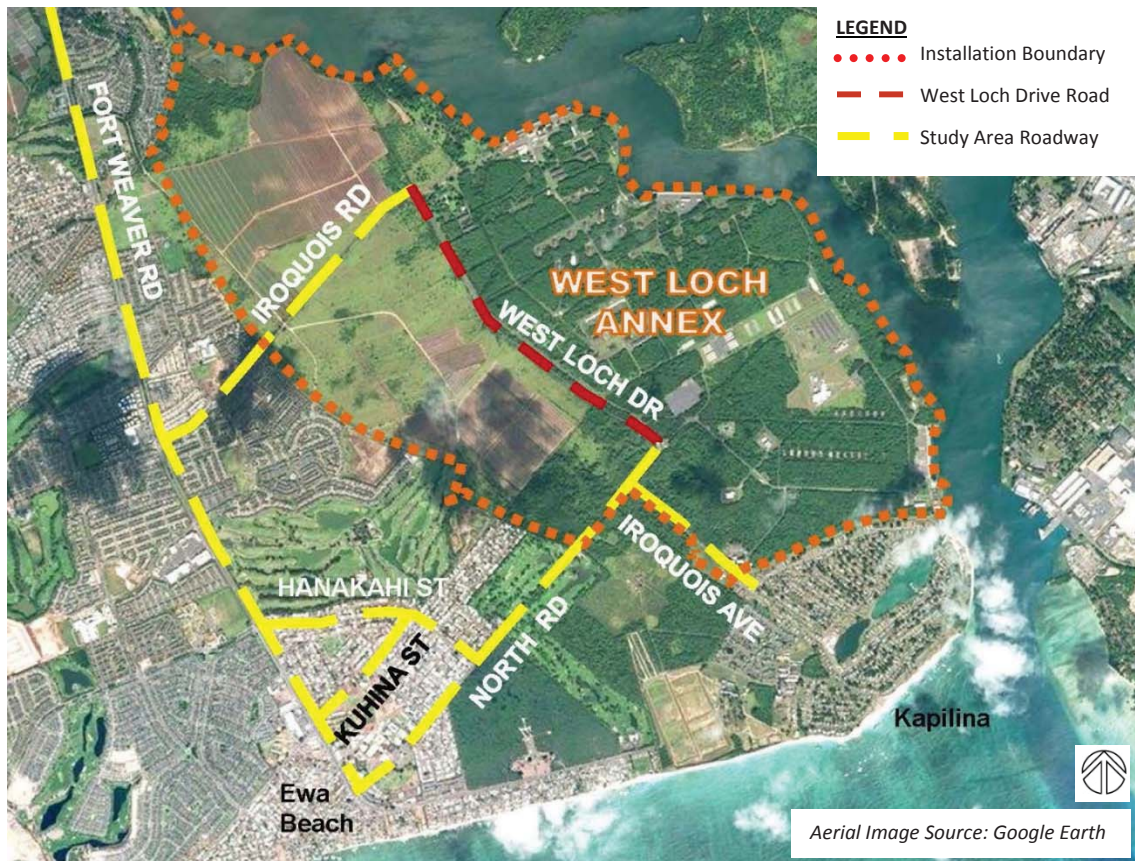 LEGEND
Installation Boundary
West Loch Drive Road
Study Area Roadway
FORT WEAVER RD
IROQUOIS RD
WEST LOCH
ANNEX
WEST LOCH DR
IROQUOIS AVE
HANAKAHI ST
KUHINA ST
NORTH RD
Kapilina
Ewa
Beach
Aerial Image Source: Google Earth